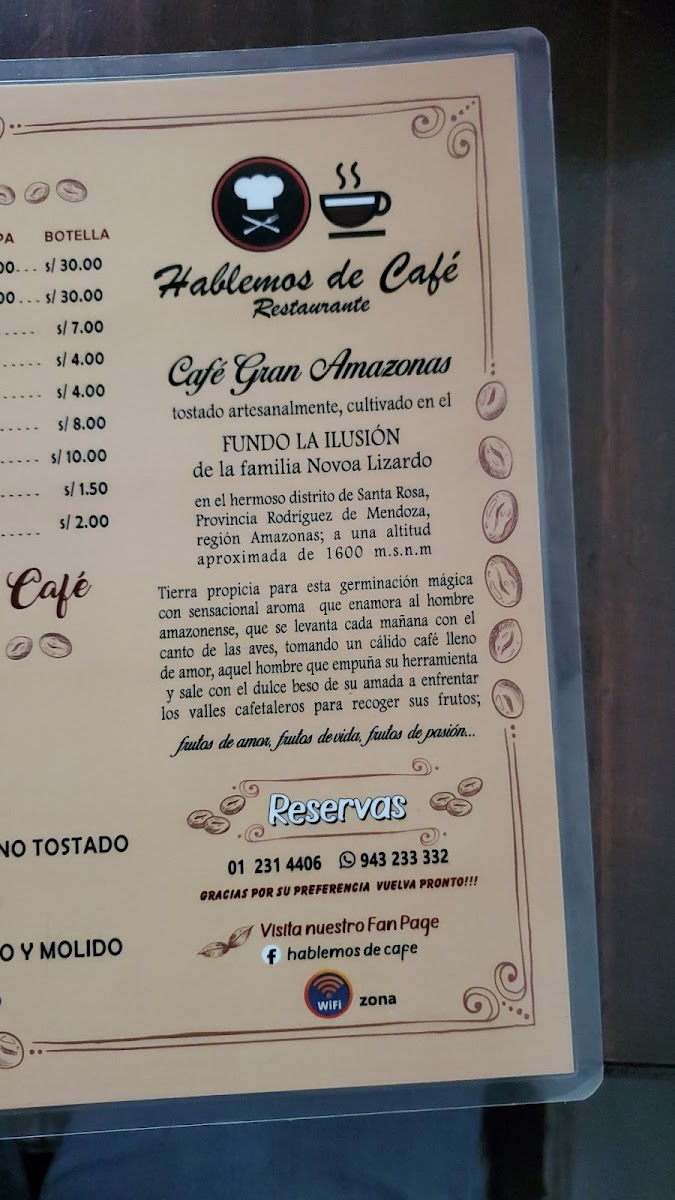 BOTELLA
s/ 30.00
s/ 30.00
s/ 7.00
s/ 4.00
s/ 4.00
s/ 8.00
s/ 10.00
s/ 1.50
s/ 2.00
Café
NO TOSTADO
O Y MOLIDO
Hablemos de Café
Restaurante
Café Gran Amazonas
tostado artesanalmente, cultivado en el
FUNDO LA ILUSIÓN
de la familia Novoa Lizardo
en el hermoso distrito de Santa Rosa,
Provincia Rodríguez de Mendoza,
región Amazonas; a una altitud
aproximada de 1600 m.s.n.m
Tierra propicia para esta germinación mágica
con sensacional aroma que enamora al hombre
amazonense, que se levanta cada mañana con el
canto de las aves, tomando un cálido café lleno
de amor, aquel hombre que empuña su herramienta
y sale con el dulce beso de su amada a enfrentar
los valles cafetaleros para recoger sus frutos;
frutos de amor, frutos de vida, frutos de pasión...
Reservas
01 231 4406 943 233 332
GRACIAS POR SU PREFERENCIA VUELVA PRONTO!!!
Visita nuestro Fan Page
f hablemos de cafe
WiFi zona